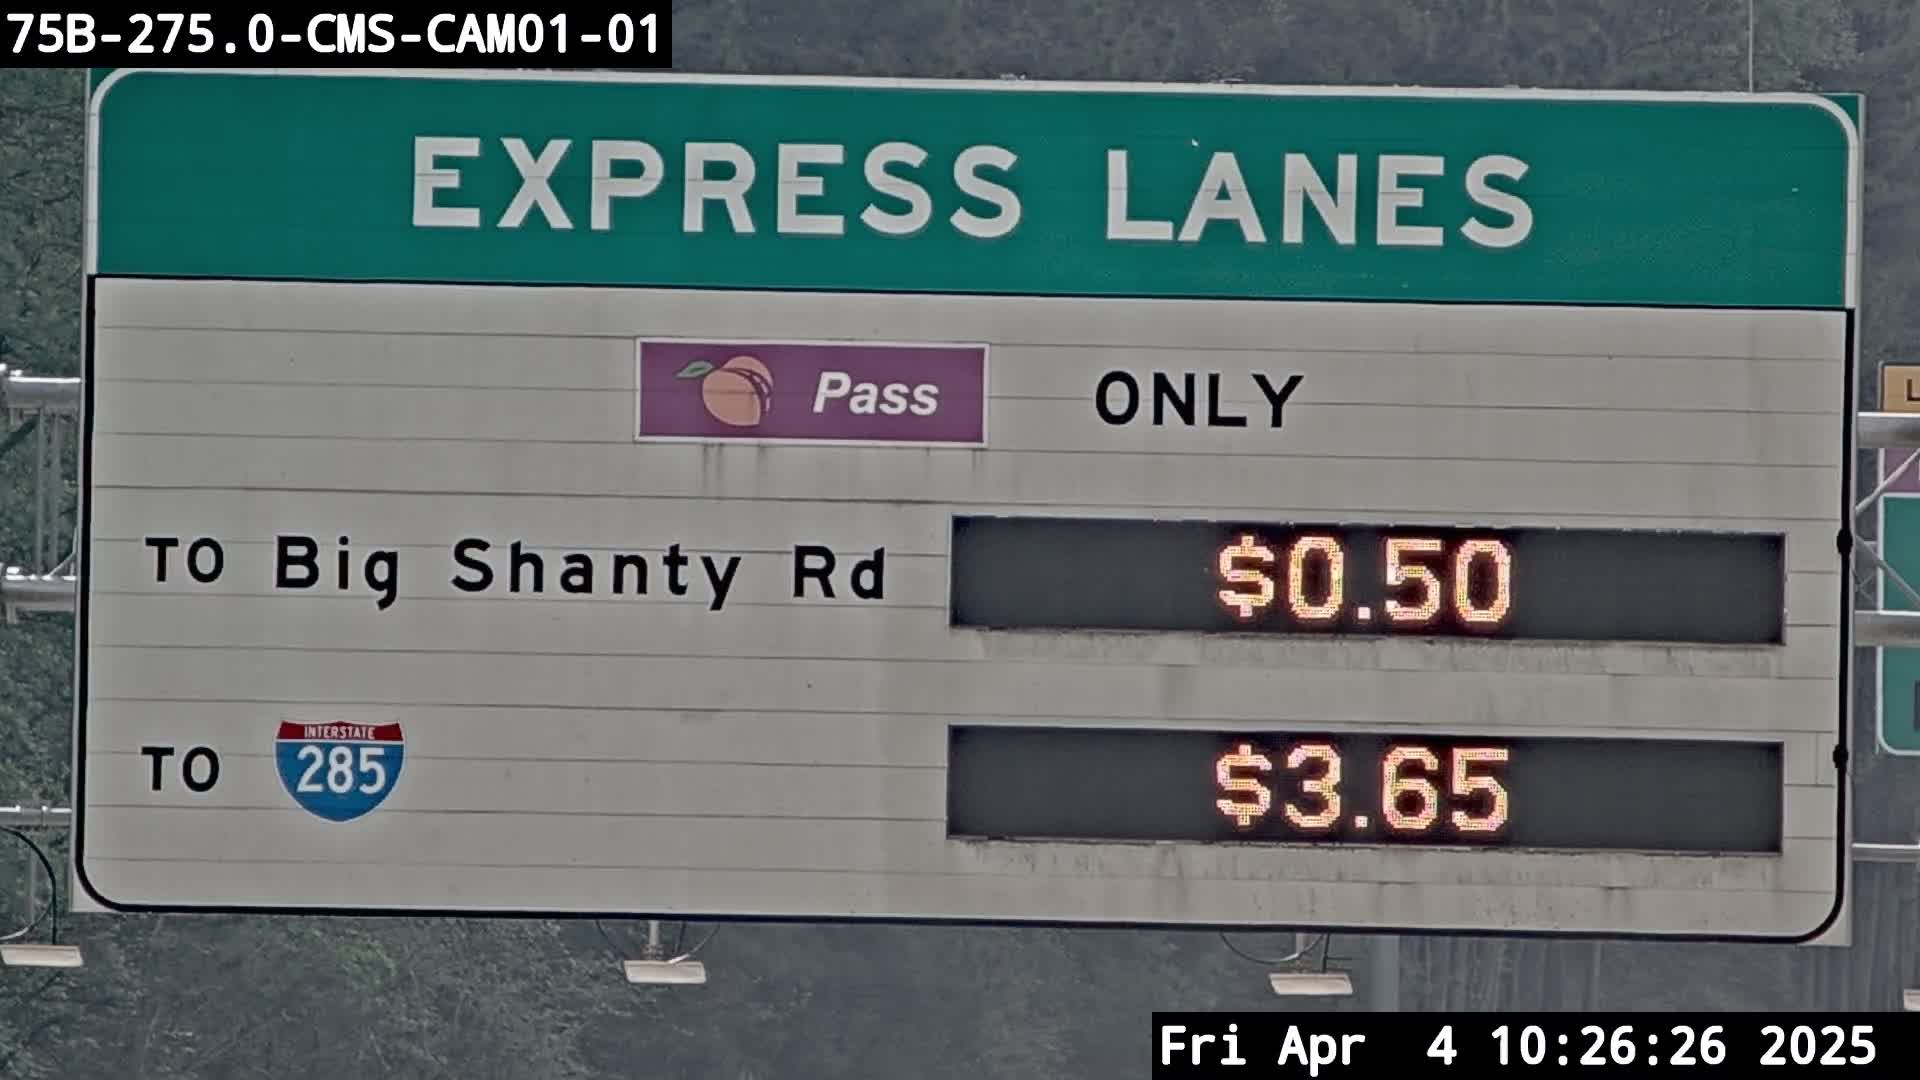 75B-275.0-CMS-CAM01-01
EXPRESS LANES
Pass ONLY
TO Big Shanty Rd $0.50
TO INTERSTATE 285 $3.65
Fri Apr 4 10:26:26 2025